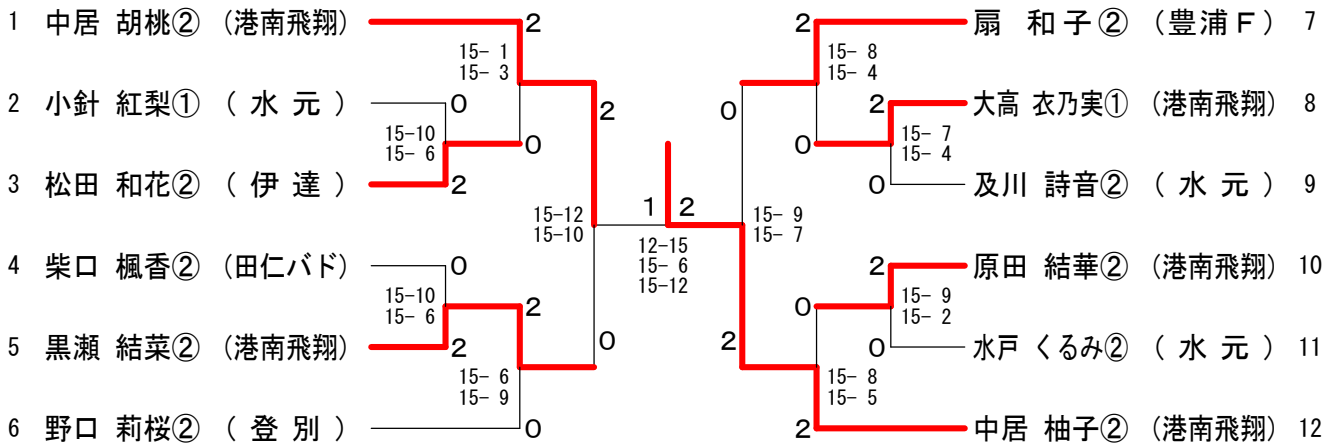 1 中居 胡桃② (港南飛翔) 2 2 扇 和子② (豊浦F) 7
15- 1 15- 8
15- 3 15- 4
2 小針 紅梨① (水元) 0 2 0 2 大高 衣乃実① (港南飛翔) 8
15-10 15- 7
15- 6 0 0 15- 4
3 松田 和花② (伊達) 2 0 及川 詩音② (水元) 9
15-12 1 2 15- 9
15-10 12-15 15- 7
15- 6
15-12
4 柴口 楓香② (田仁バド) 0 2 原田 結華② (港南飛翔) 10
15-10 2 0 15- 9
15- 6 15- 2
5 黒瀬 結菜② (港南飛翔) 2 0 2 0 水戸 くるみ② (水元) 11
15- 6 15- 8
15- 9 15- 5
6 野口 莉桜② (登別) 0 2 中居 柚子② (港南飛翔) 12